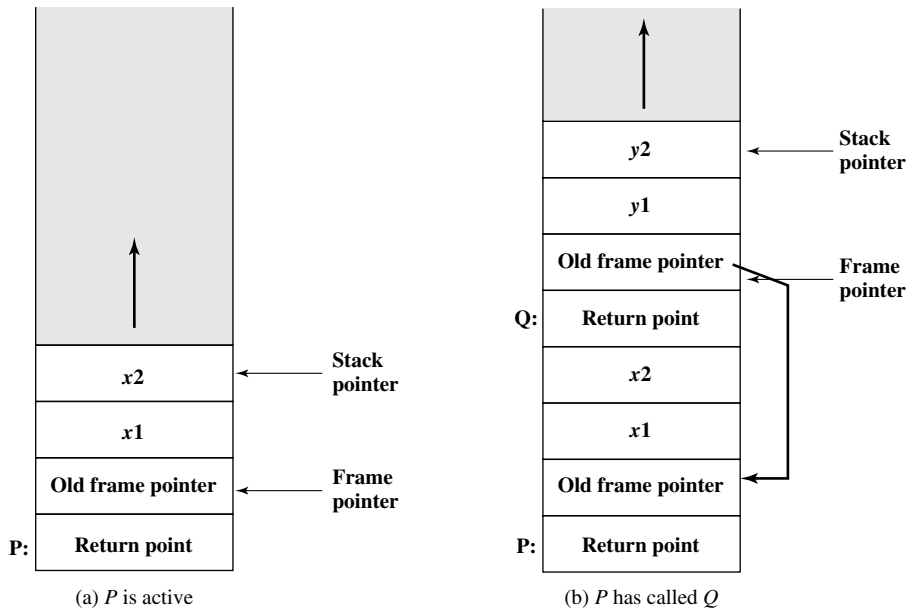 x2
Stack
pointer
x1
Old frame pointer
Frame
pointer
P:
Return point
(a) P is active
y2
Stack
pointer
y1
Old frame pointer
Frame
pointer
Q:
Return point
x2
x1
Old frame pointer
P:
Return point
(b) P has called Q